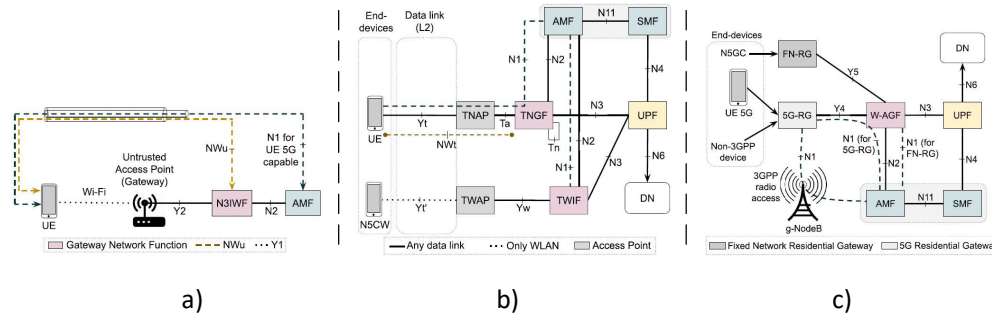 N1 for
UE 5G
capable
NWu
Untrusted
Access Point
(Gateway)
Wi-Fi
UE
Y2
N3IWF
N2
AMF
Gateway Network Function
NWu
Y1
a)
End-
devices
Data link
(L2)
AMF
N11
SMF
N1
N2
N4
UE
Yt
TNAP
Ta
TNGF
N3
UPF
NWt
Tn
N1
N2
N3
N6
N5CW
Yt'
TWAP
Yw
TWIF
DN
Any data link
Only WLAN
Access Point
b)
End-devices
N5GC
FN-RG
DN
Y5
N6
UE 5G
5G-RG
Y4
W-AGF
N3
UPF
Non-3GPP
device
N1
N1 (for
5G-RG)
N2
N1 (for
FN-RG)
N4
3GPP
radio
access
g-NodeB
AMF
N11
SMF
Fixed Network Residential Gateway
5G Residential Gatewa
c)